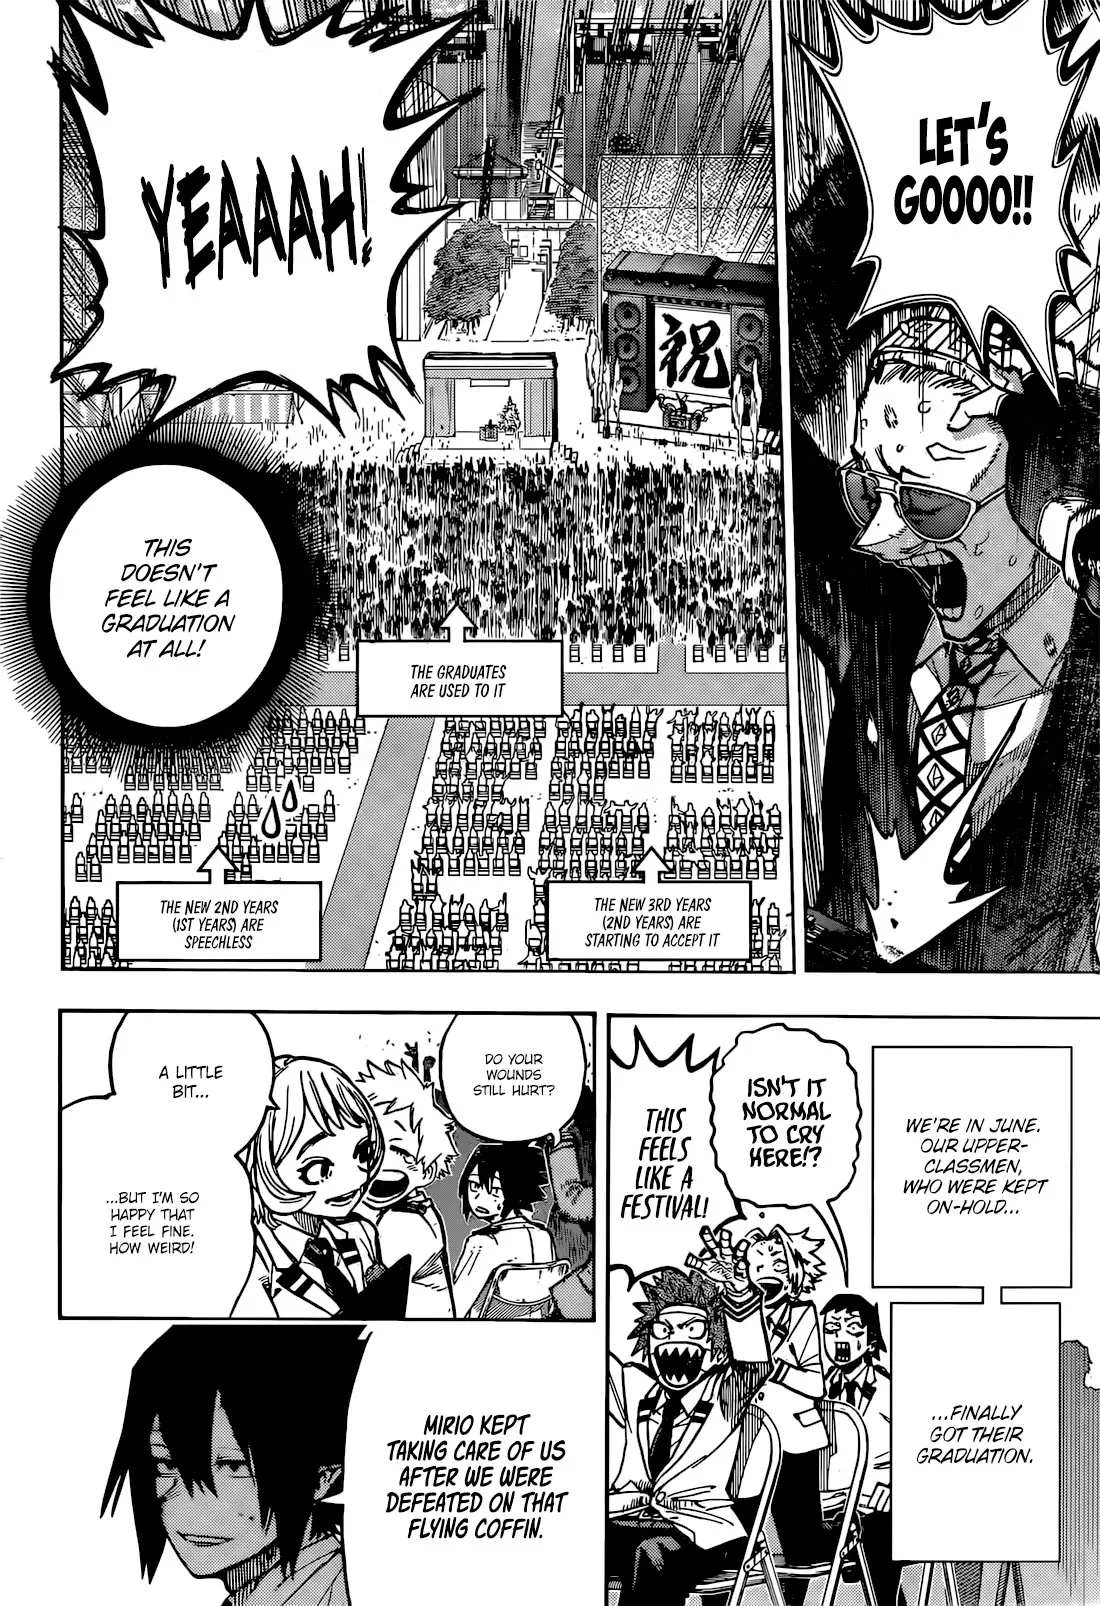 LET'S
GOOOO!!
YEAAAH!
祝
THIS
DOESN'T
FEEL LIKE A
GRADUATION
AT ALL!
THE GRADUATES
ARE USED TO IT
THE NEW 3RD YEARS
(2ND YEARS) ARE
STARTING TO ACCEPT IT
THE NEW 2ND YEARS
(1ST YEARS) ARE
SPEECHLESS
WE'RE IN JUNE.
OUR UPPER-
CLASSMEN,
WHO WERE KEPT
ON-HOLD...
...FINALLY
GOT THEIR
GRADUATION.
ISN'T IT
NORMAL
TO CRY
HERE!?
THIS
FEELS
LIKE A
FESTIVAL!
DO YOUR
WOUNDS
STILL HURT?
A LITTLE
BIT...
...BUT I'M SO
HAPPY THAT
I FEEL FINE.
HOW WEIRD!
MIRIO KEPT
TAKING CARE OF US
AFTER WE WERE
DEFEATED ON THAT
FLYING COFFIN.